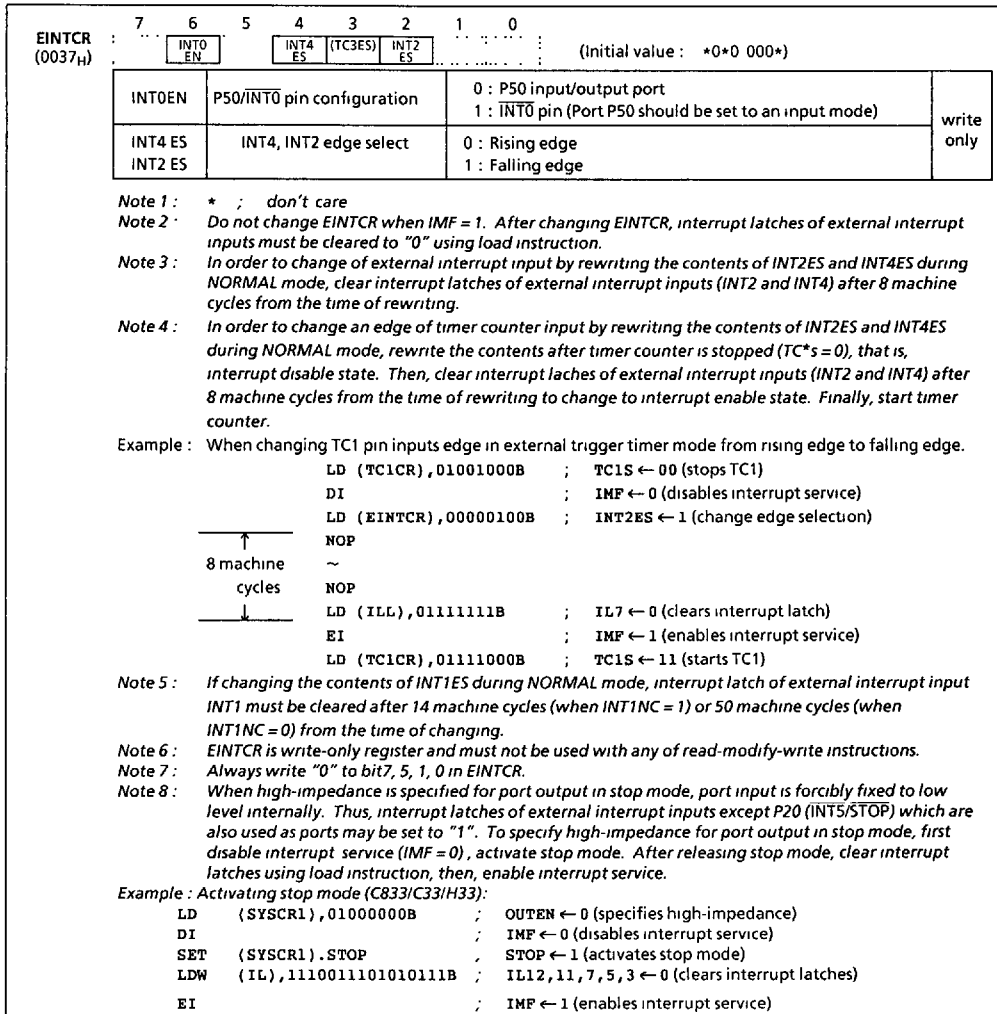 7 6 5 4 3 2 1 0
EINTCR (0037H) INT0 EN INT4 ES (TC3ES) INT2 ES (Initial value : *0*0 000*)
INT0EN P50/INT0 pin configuration 0 : P50 input/output port
1 : INT0 pin (Port P50 should be set to an input mode)
write only
INT4 ES INT4, INT2 edge select 0 : Rising edge
INT2 ES 1 : Falling edge
Note 1 : * ; don't care
Note 2 · Do not change EINTCR when IMF = 1. After changing EINTCR, interrupt latches of external interrupt
inputs must be cleared to "0" using load instruction.
Note 3 : In order to change of external interrupt input by rewriting the contents of INT2ES and INT4ES during
NORMAL mode, clear interrupt latches of external interrupt inputs (INT2 and INT4) after 8 machine
cycles from the time of rewriting.
Note 4 : In order to change an edge of timer counter input by rewriting the contents of INT2ES and INT4ES
during NORMAL mode, rewrite the contents after timer counter is stopped (TC*s = 0), that is,
interrupt disable state. Then, clear interrupt laches of external interrupt inputs (INT2 and INT4) after
8 machine cycles from the time of rewriting to change to interrupt enable state. Finally, start timer
counter.
Example : When changing TC1 pin inputs edge in external trigger timer mode from rising edge to falling edge.
LD (TC1CR),01001000B ; TC1S ← 00 (stops TC1)
DI ; IMF ← 0 (disables interrupt service)
LD (EINTCR),00000100B ; INT2ES ← 1 (change edge selection)
↑ NOP
8 machine ~
cycles NOP
↓ LD (ILL),01111111B ; IL7 ← 0 (clears interrupt latch)
EI ; IMF ← 1 (enables interrupt service)
LD (TC1CR),01111000B ; TC1S ← 11 (starts TC1)
Note 5 : If changing the contents of INT1ES during NORMAL mode, interrupt latch of external interrupt input
INT1 must be cleared after 14 machine cycles (when INT1NC = 1) or 50 machine cycles (when
INT1NC = 0) from the time of changing.
Note 6 : EINTCR is write-only register and must not be used with any of read-modify-write instructions.
Note 7 : Always write "0" to bit7, 5, 1, 0 in EINTCR.
Note 8 : When high-impedance is specified for port output in stop mode, port input is forcibly fixed to low
level internally. Thus, interrupt latches of external interrupt inputs except P20 (INT5/STOP) which are
also used as ports may be set to "1". To specify high-impedance for port output in stop mode, first
disable interrupt service (IMF = 0) , activate stop mode. After releasing stop mode, clear interrupt
latches using load instruction, then, enable interrupt service.
Example : Activating stop mode (C833/C33/H33):
LD (SYSCR1),01000000B ; OUTEN ← 0 (specifies high-impedance)
DI ; IMF ← 0 (disables interrupt service)
SET (SYSCR1).STOP , STOP ← 1 (activates stop mode)
LDW (IL),1110011101010111B ; IL12,11,7,5,3 ← 0 (clears interrupt latches)
EI ; IMF ← 1 (enables interrupt service)